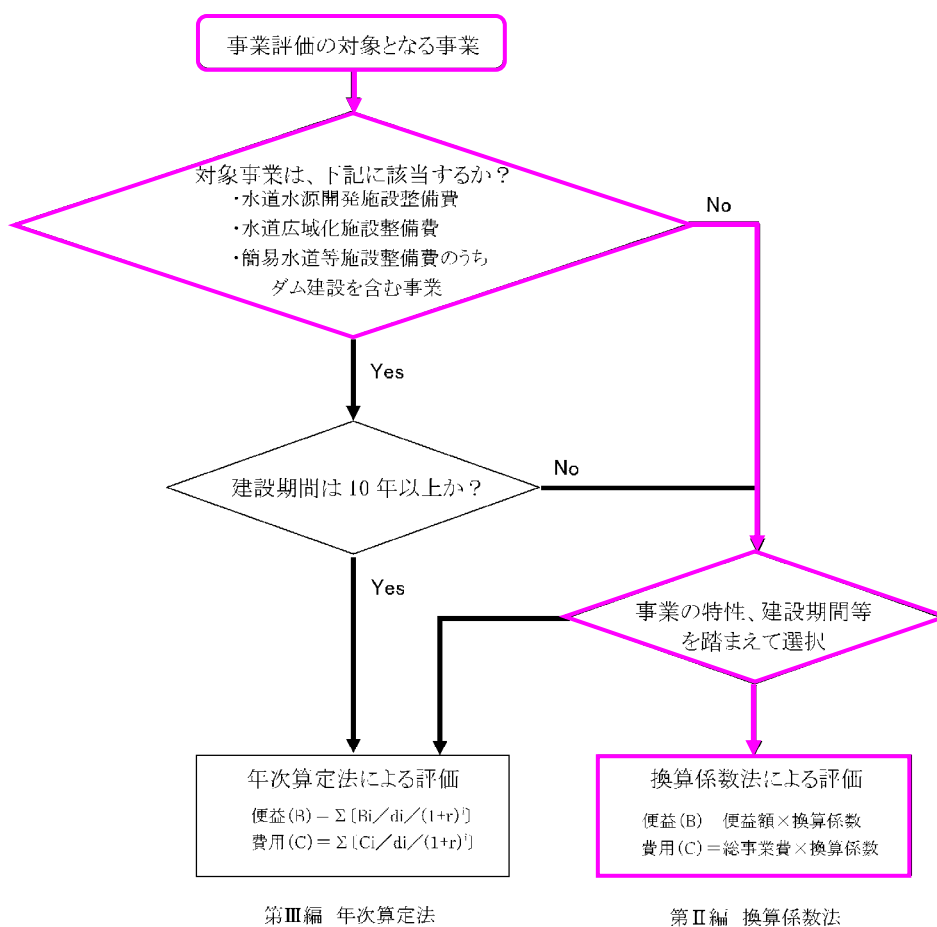 事業評価の対象となる事業
対象事業は、下記に該当するか？
・水道水源開発施設整備費
・水道広域化施設整備費
・簡易水道等施設整備費のうち
ダム建設を含む事業
No
Yes
建設期間は 10 年以上か？
No
Yes
事業の特性、建設期間等
を踏まえて選択
年次算定法による評価
便益(B)＝Σ〔Bi／di／(1+r)ⁱ〕
費用(C)＝Σ〔Ci／di／(1+r)ⁱ〕
換算係数法による評価
便益(B) 便益額×換算係数
費用(C)＝総事業費×換算係数
第Ⅲ編 年次算定法
第Ⅱ編 換算係数法